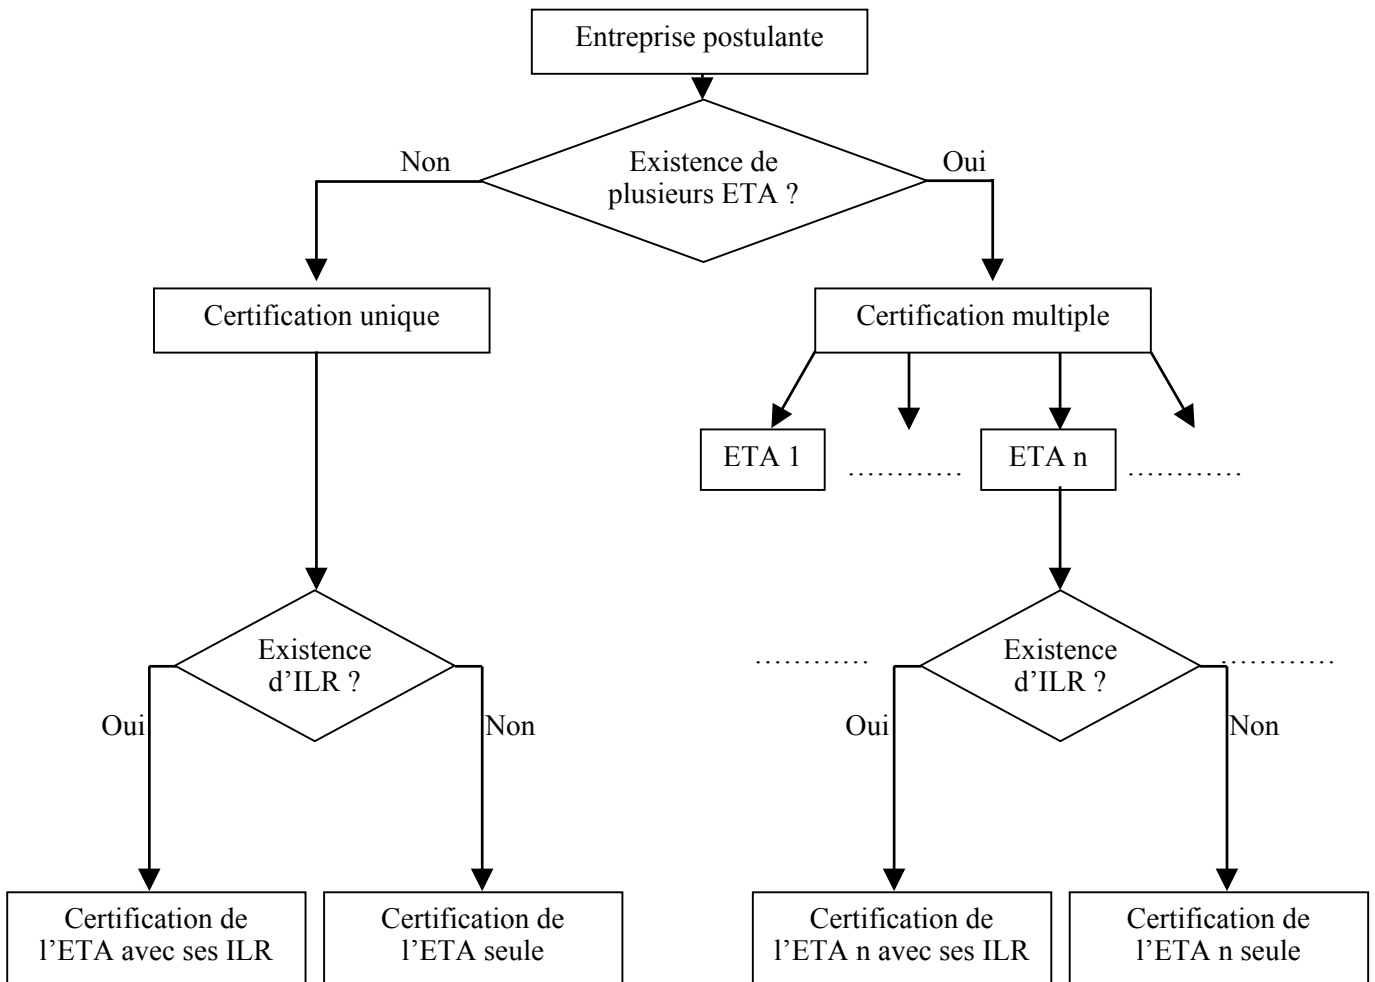 Entreprise postulante
Non
Existence de
plusieurs ETA ?
Oui
Certification unique
Certification multiple
ETA 1
............
ETA n
............
Existence
d’ILR ?
Oui
Non
............
Existence
d’ILR ?
............
Oui
Non
Certification de
l’ETA avec ses ILR
Certification de
l’ETA seule
Certification de
l’ETA n avec ses ILR
Certification de
l’ETA n seule